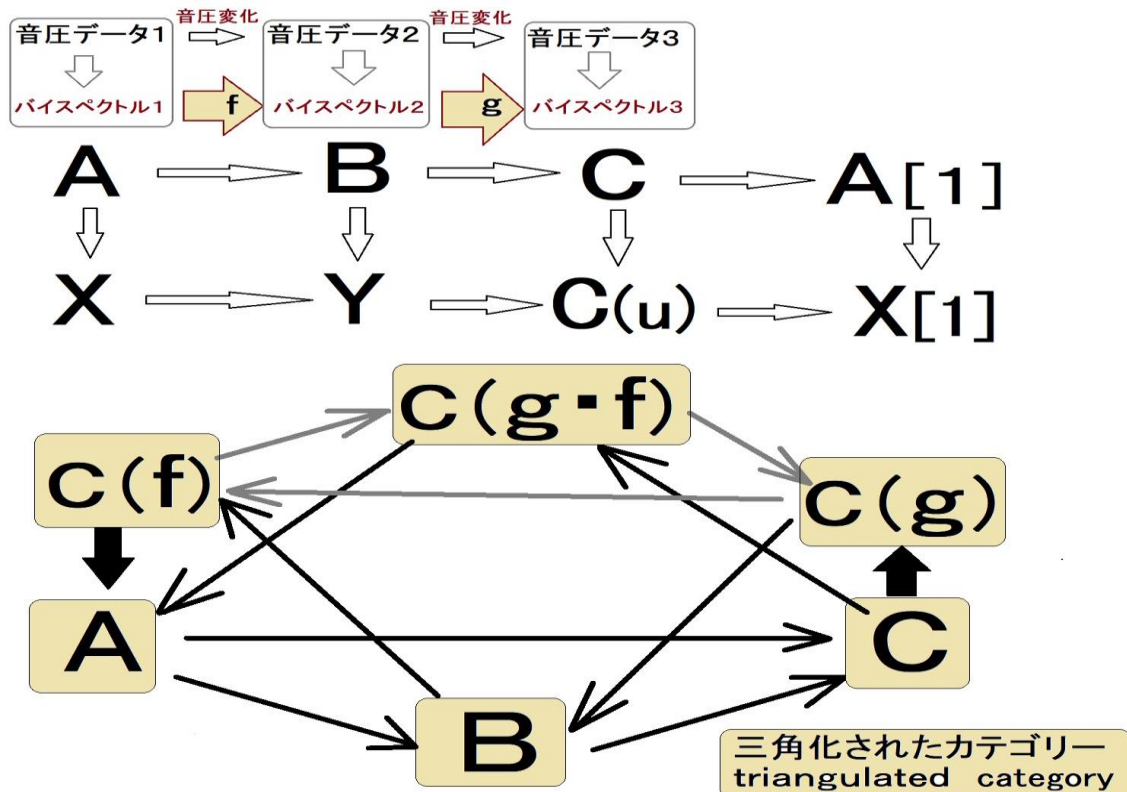 音圧データ1 音圧変化 音圧データ2 音圧変化 音圧データ3
バイスペクトル1 f バイスペクトル2 g バイスペクトル3
A B C A[1]
X Y C(u) X[1]
C(g・f)
C(f) C(g)
A C
B
三角化されたカテゴリー
triangulated category